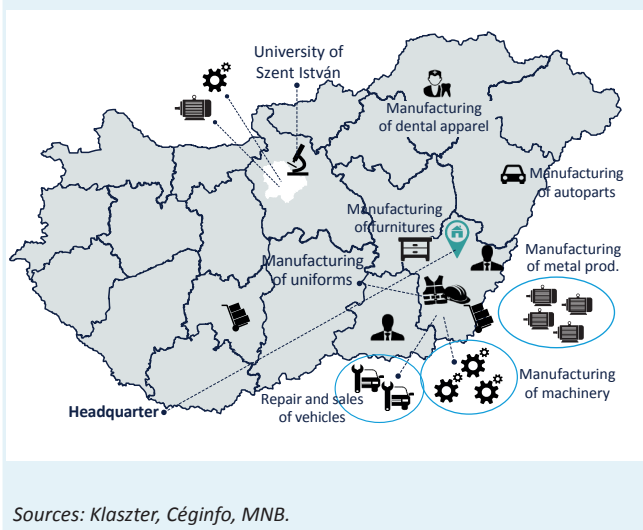 University of
Szent István
Manufacturing
of dental apparel
Manufacturing
of autoparts
Manufacturing
of furnitures
Manufacturing
of metal prod.
Manufacturing
of uniforms
Manufacturing
of machinery
Repair and sales
of vehicles
Headquarter
Sources: Klaszter, Céginfo, MNB.